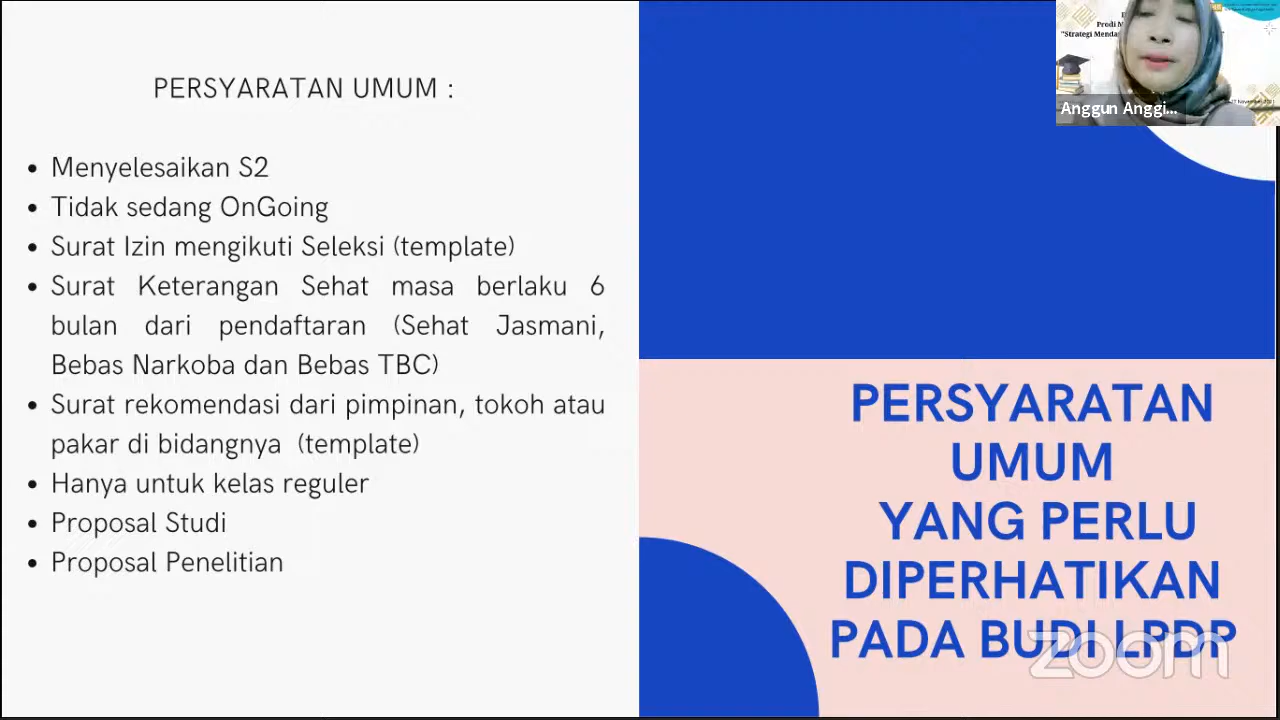 PERSYARATAN UMUM :
• Menyelesaikan S2
• Tidak sedang OnGoing
• Surat Izin mengikuti Seleksi (template)
• Surat Keterangan Sehat masa berlaku 6
bulan dari pendaftaran (Sehat Jasmani,
Bebas Narkoba dan Bebas TBC)
• Surat rekomendasi dari pimpinan, tokoh atau
pakar di bidangnya (template)
• Hanya untuk kelas reguler
• Proposal Studi
• Proposal Penelitian
Prodi
"Strategi
Anggun Anggi...
PERSYARATAN
UMUM
YANG PERLU
DIPERHATIKAN
PADA BUDI LPDP
zoom